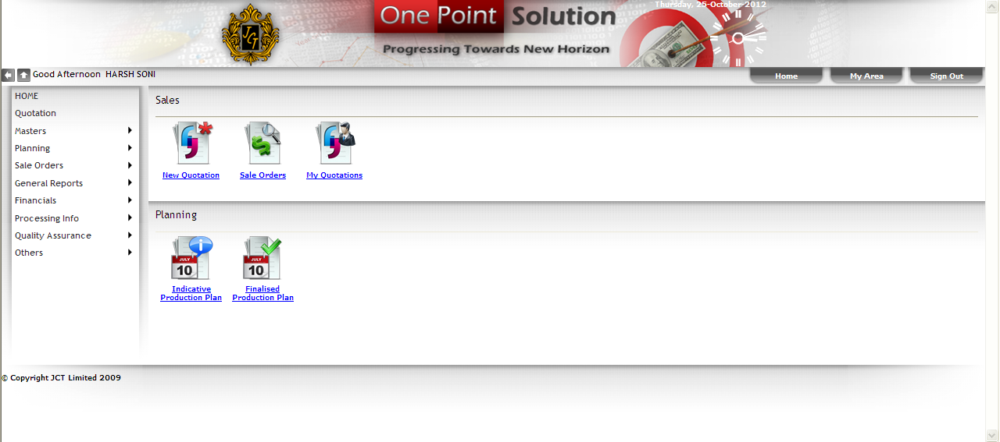 Thursday, 25-October-2012
One Point Solution
Progressing Towards New Horizon
JCT
Good Afternoon HARSH SONI
Home
My Area
Sign Out
HOME
Quotation
Masters
Planning
Sale Orders
General Reports
Financials
Processing Info
Quality Assurance
Others
Sales
New Quotation
Sale Orders
My Quotations
Planning
JULY
10
Indicative
Production Plan
JULY
10
Finalised
Production Plan
© Copyright JCT Limited 2009